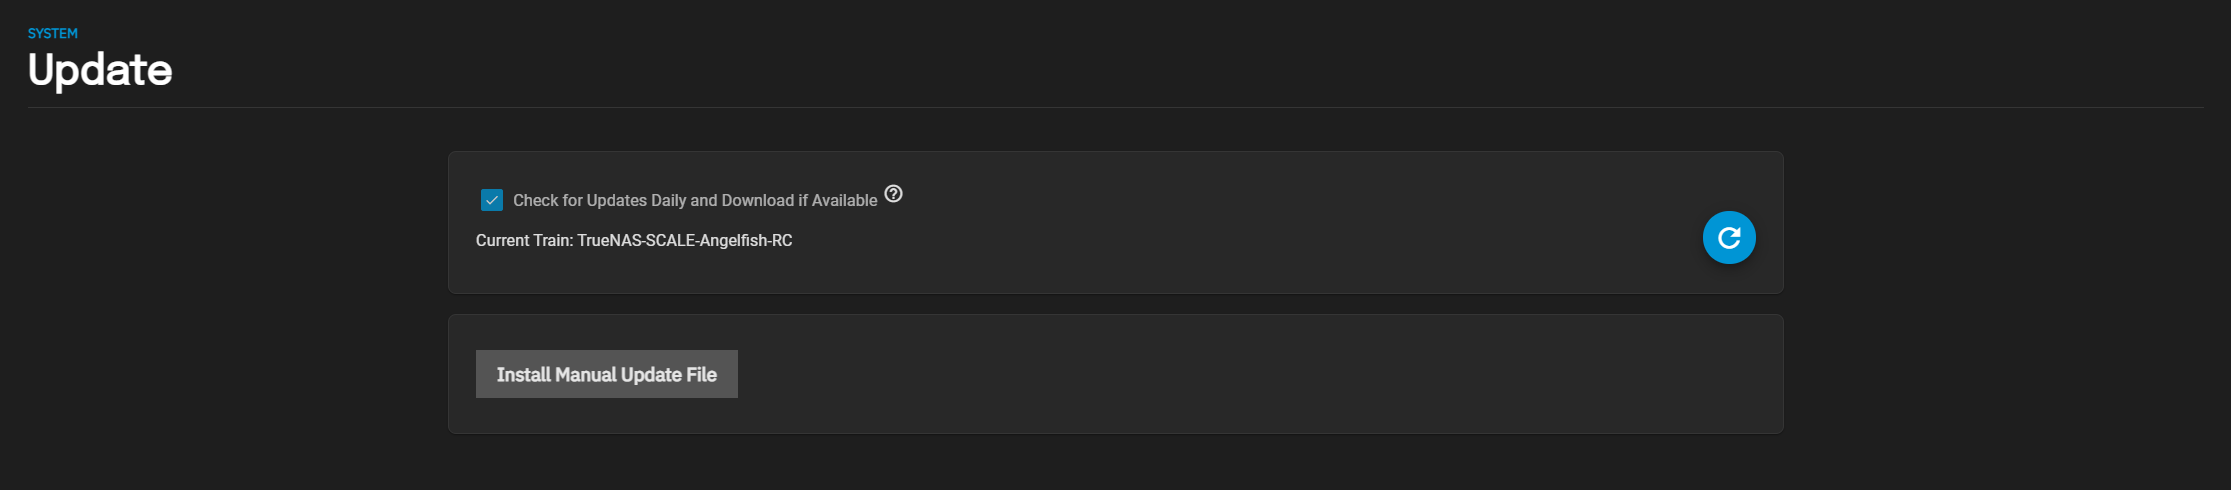 SYSTEM
Update
Check for Updates Daily and Download if Available
Current Train: TrueNAS-SCALE-Angelfish-RC
Install Manual Update File